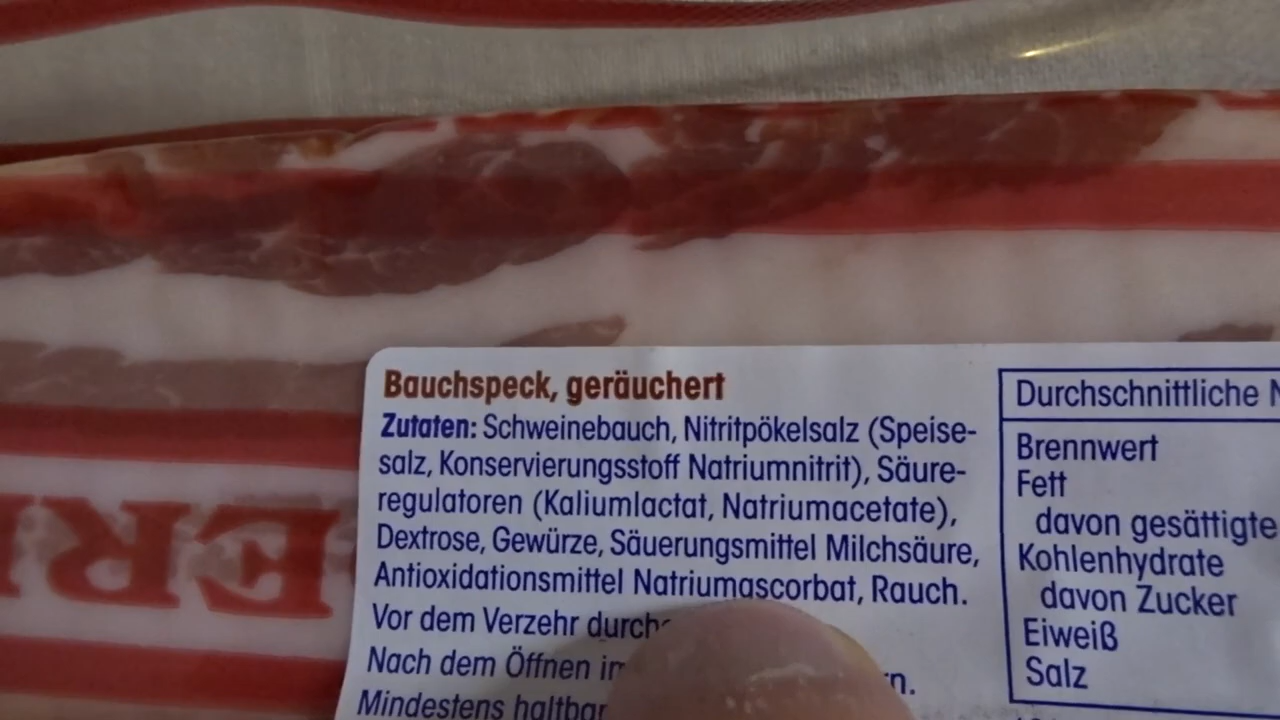 Bauchspeck, geräuchert
Zutaten: Schweinebauch, Nitritpökelsalz (Speise-
salz, Konservierungsstoff Natriumnitrit), Säure-
regulatoren (Kaliumlactat, Natriumacetate),
Dextrose, Gewürze, Säuerungsmittel Milchsäure,
Antioxidationsmittel Natriumascorbat, Rauch.
Vor dem Verzehr
Nach dem Öffnen
Mindestens haltbar
Durchschnittliche
Brennwert
Fett
davon gesättigte
Kohlenhydrate
davon Zucker
Eiweiß
Salz